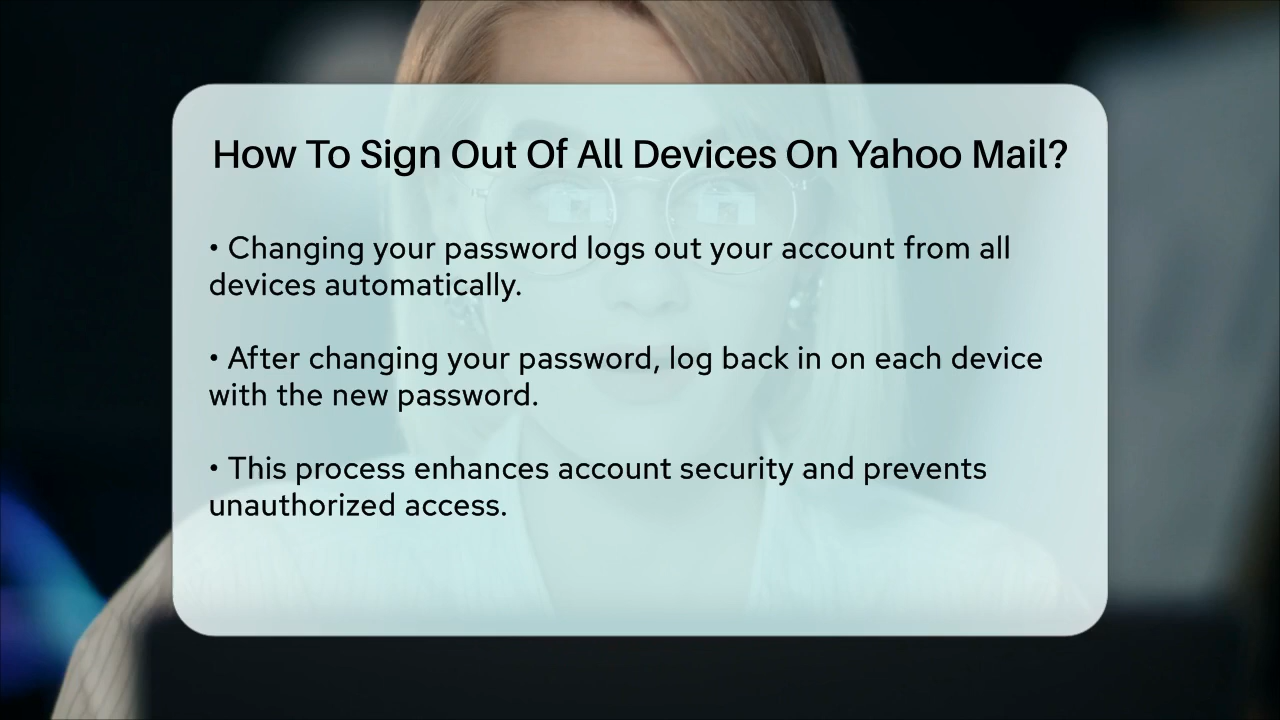 How To Sign Out Of All Devices On Yahoo Mail?
• Changing your password logs out your account from all
devices automatically.
• After changing your password, log back in on each device
with the new password.
• This process enhances account security and prevents
unauthorized access.